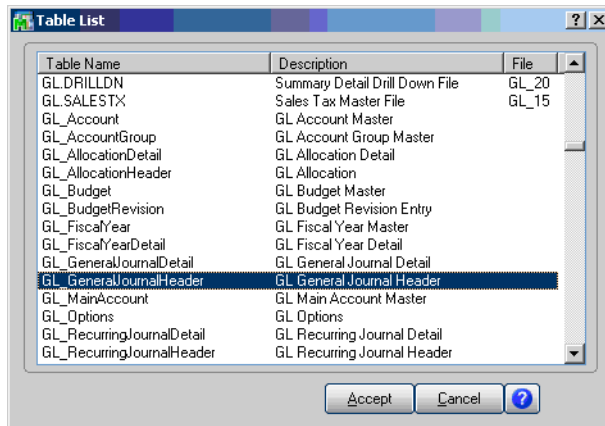 Table List
Table Name Description File
GL.DRILLDN Summary Detail Drill Down File GL_20
GL.SALESTX Sales Tax Master File GL_15
GL_Account GL Account Master
GL_AccountGroup GL Account Group Master
GL_AllocationDetail GL Allocation Detail
GL_AllocationHeader GL Allocation
GL_Budget GL Budget Master
GL_BudgetRevision GL Budget Revision Entry
GL_FiscalYear GL Fiscal Year Master
GL_FiscalYearDetail GL Fiscal Year Detail
GL_GeneralJournalDetail GL General Journal Detail
GL_GeneralJournalHeader GL General Journal Header
GL_MainAccount GL Main Account Master
GL_Options GL Options
GL_RecurringJournalDetail GL Recurring Journal Detail
GL_RecurringJournalHeader GL Recurring Journal Header
Accept Cancel ?